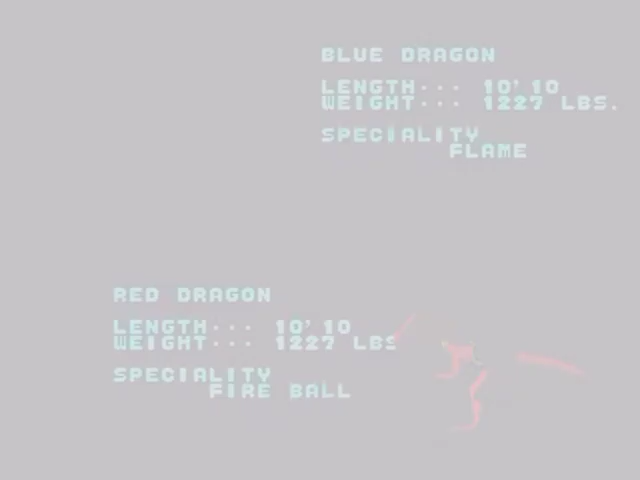 BLUE DRAGON
LENGTH··· 10' 10
WEIGHT··· 1227 LBS.
SPECIALITY
FLAME
RED DRAGON
LENGTH··· 10' 10
WEIGHT··· 1227 LBS
SPECIALITY
FIRE BALL